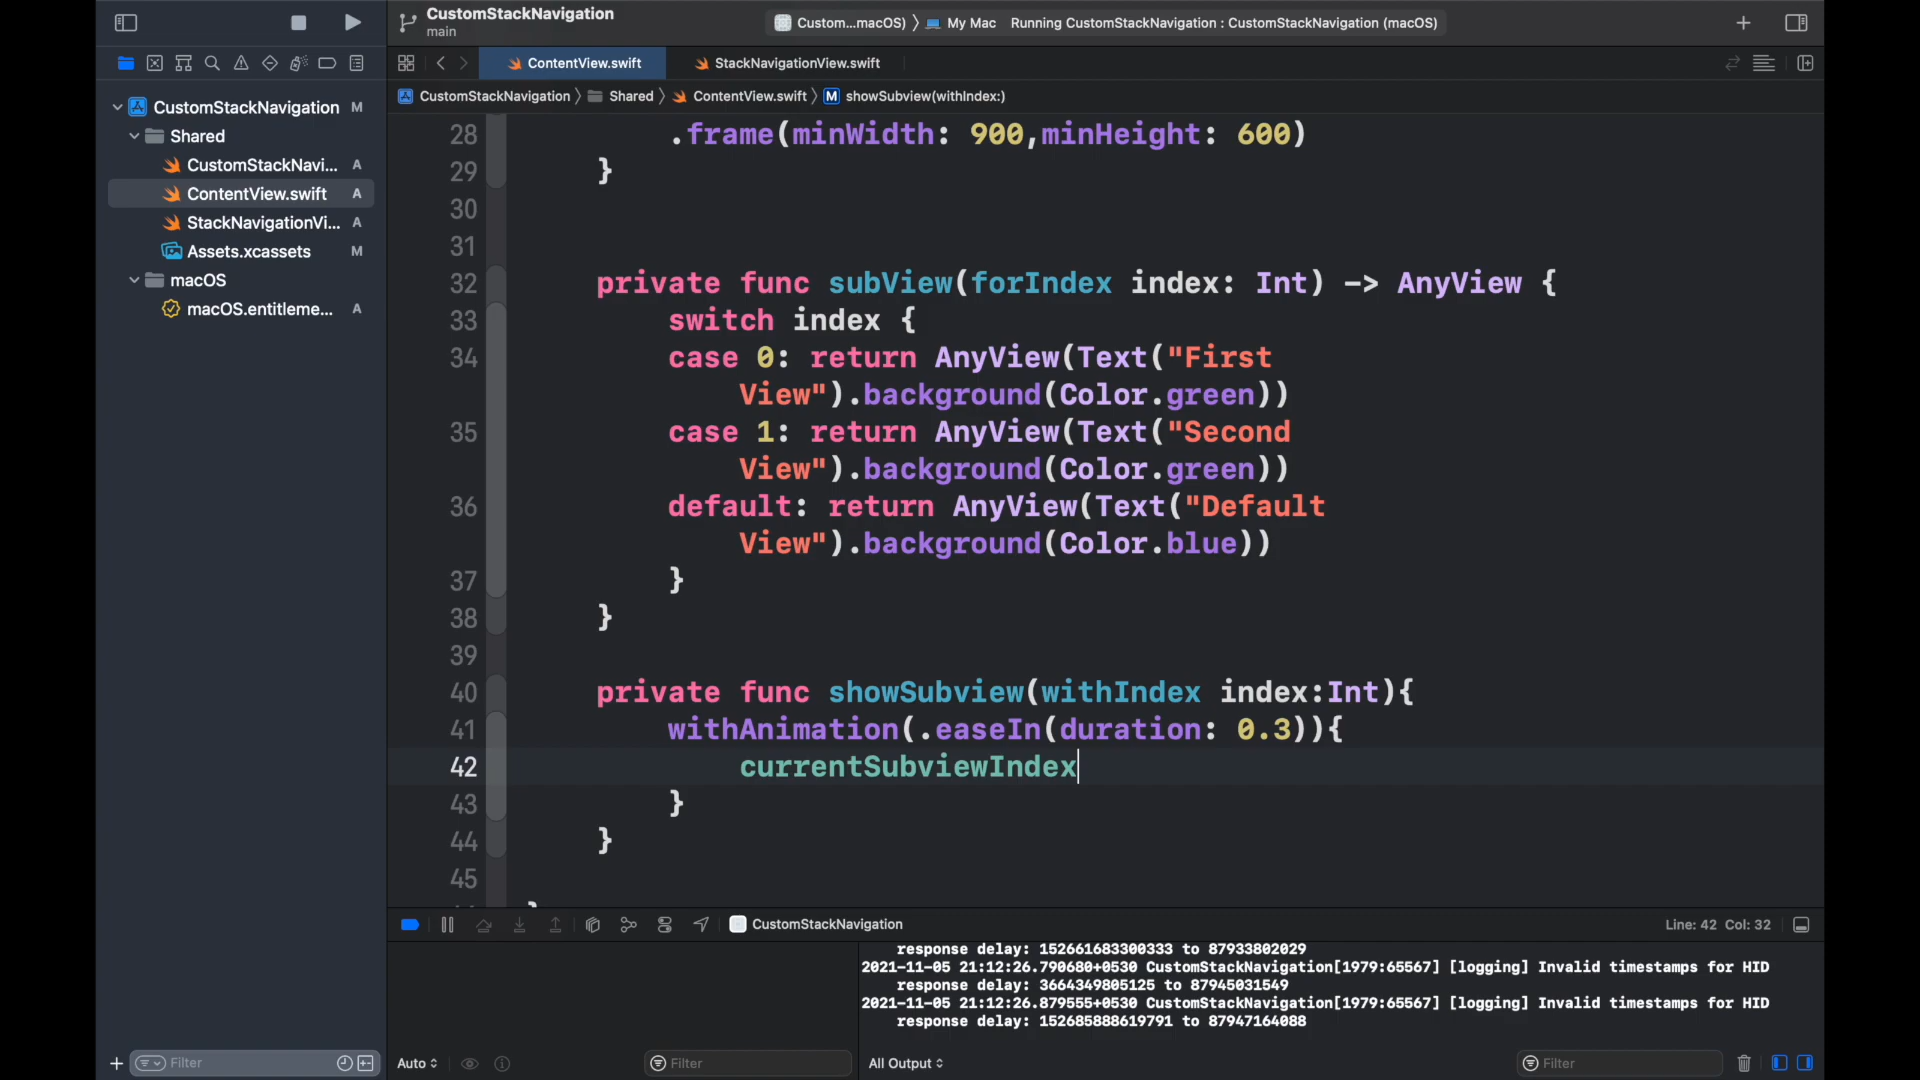 CustomStackNavigation
main
Custom...macOS) 〉 My Mac
Running CustomStackNavigation : CustomStackNavigation (macOS)
ContentView.swift
StackNavigationView.swift
CustomStackNavigation 〉 Shared 〉 ContentView.swift 〉 M showSubview(withIndex:)
CustomStackNavigation M
Shared
CustomStackNavi... A
ContentView.swift A
StackNavigationVi... A
Assets.xcassets M
macOS
macOS.entitleme... A
28 .frame(minWidth: 900,minHeight: 600)
29 }
30
31
32 private func subView(forIndex index: Int) -> AnyView {
33 switch index {
34 case 0: return AnyView(Text("First
View").background(Color.green))
35 case 1: return AnyView(Text("Second
View").background(Color.green))
36 default: return AnyView(Text("Default
View").background(Color.blue))
37 }
38 }
39
40 private func showSubview(withIndex index:Int){
41 withAnimation(.easeIn(duration: 0.3)){
42 currentSubviewIndex
43 }
44 }
45
CustomStackNavigation
Line: 42 Col: 32
response delay: 152661683300333 to 87933802029
2021-11-05 21:12:26.790680+0530 CustomStackNavigation[1979:65567] [logging] Invalid timestamps for HID
response delay: 3664349805125 to 87945031549
2021-11-05 21:12:26.879555+0530 CustomStackNavigation[1979:65567] [logging] Invalid timestamps for HID
response delay: 152685888619791 to 87947164088
Filter
Auto
Filter
All Output
Filter